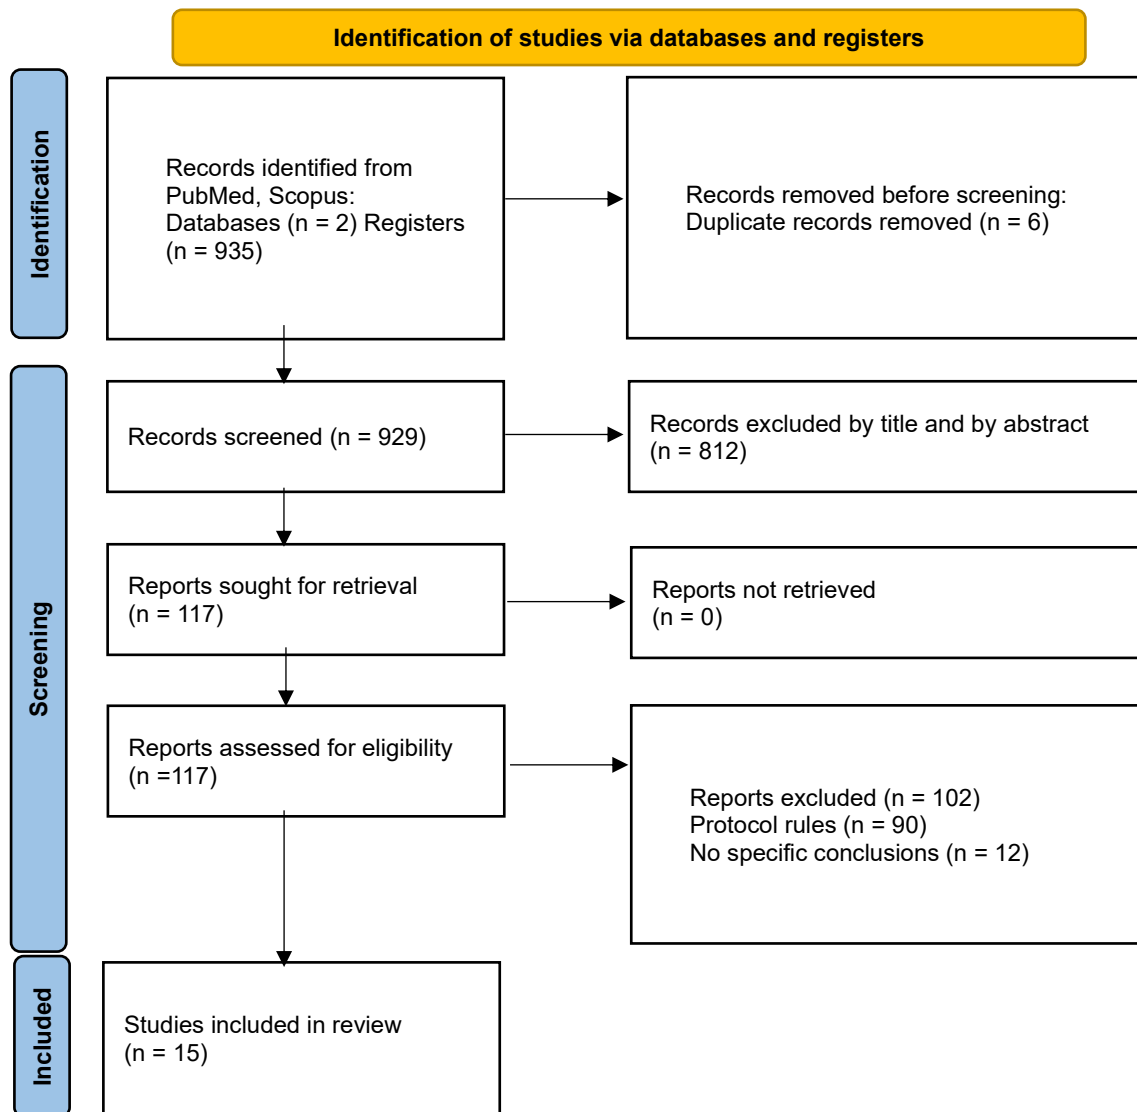 Identification of studies via databases and registers
Identification
Records identified from
PubMed, Scopus:
Databases (n = 2) Registers
(n = 935)
Records removed before screening:
Duplicate records removed (n = 6)
Screening
Records screened (n = 929)
Records excluded by title and by abstract
(n = 812)
Reports sought for retrieval
(n = 117)
Reports not retrieved
(n = 0)
Reports assessed for eligibility
(n =117)
Reports excluded (n = 102)
Protocol rules (n = 90)
No specific conclusions (n = 12)
Included
Studies included in review
(n = 15)